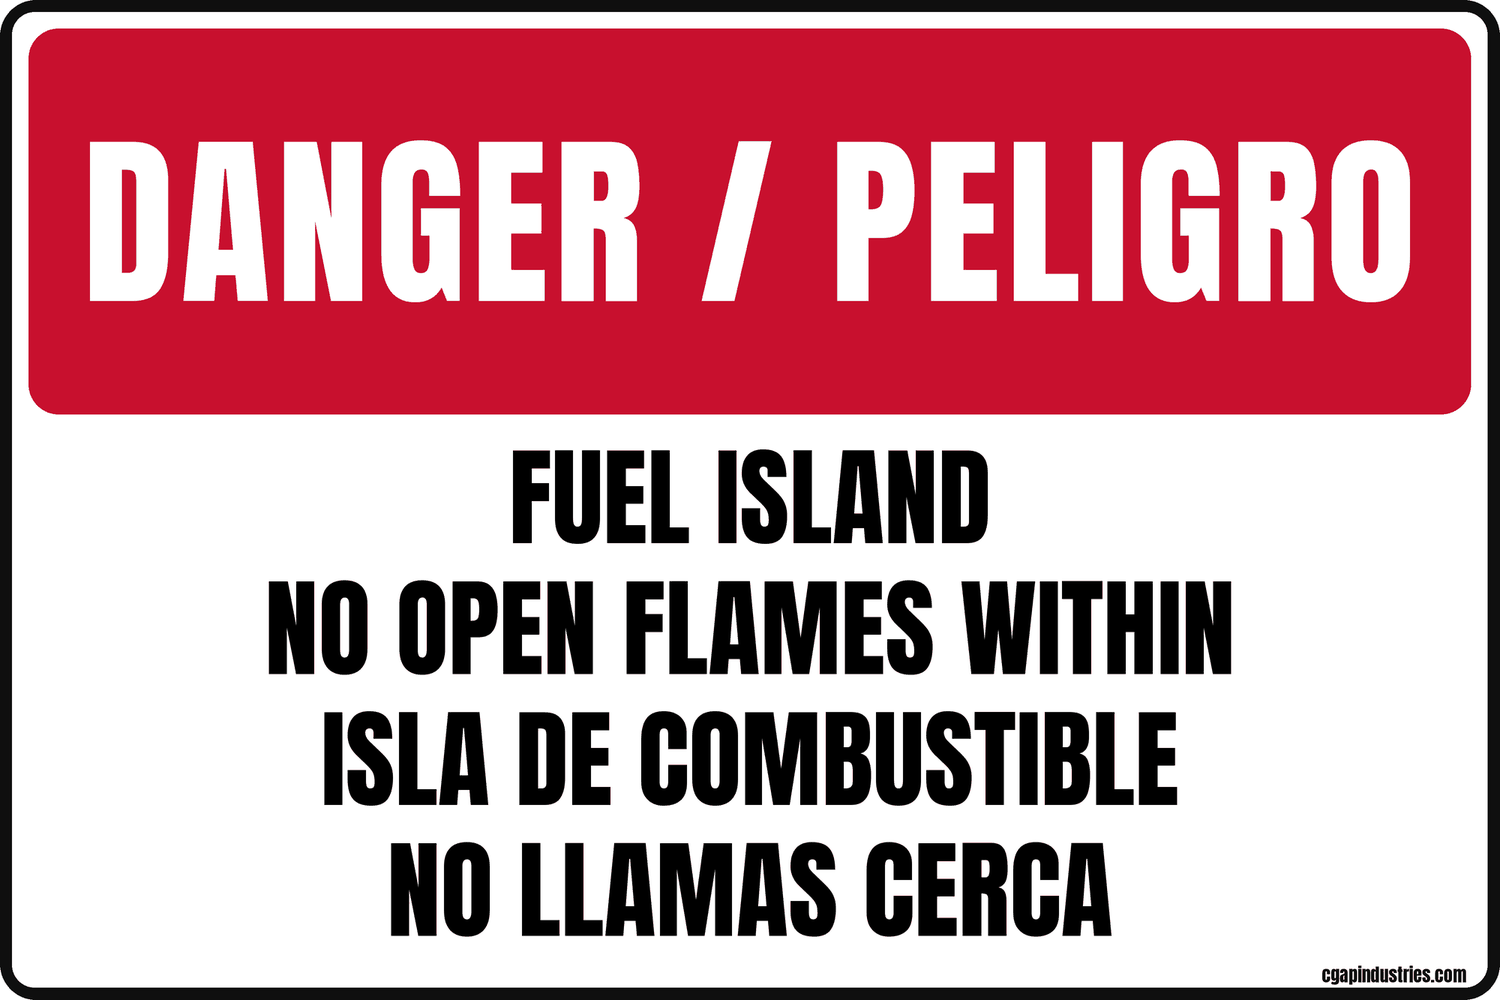 DANGER / PELIGRO
FUEL ISLAND
NO OPEN FLAMES WITHIN
ISLA DE COMBUSTIBLE
NO LLAMAS CERCA
cgapindustries.com